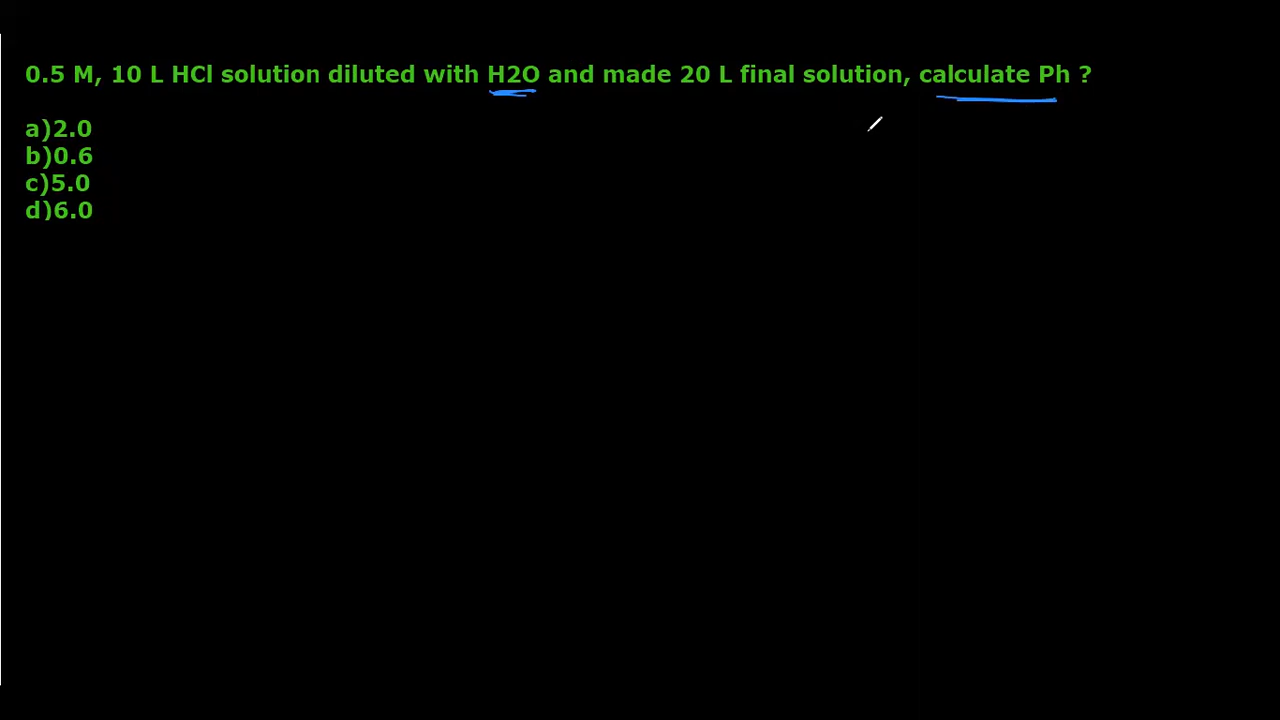 0.5 M, 10 L HCl solution diluted with H2O and made 20 L final solution, calculate Ph ?
a)2.0
b)0.6
c)5.0
d)6.0